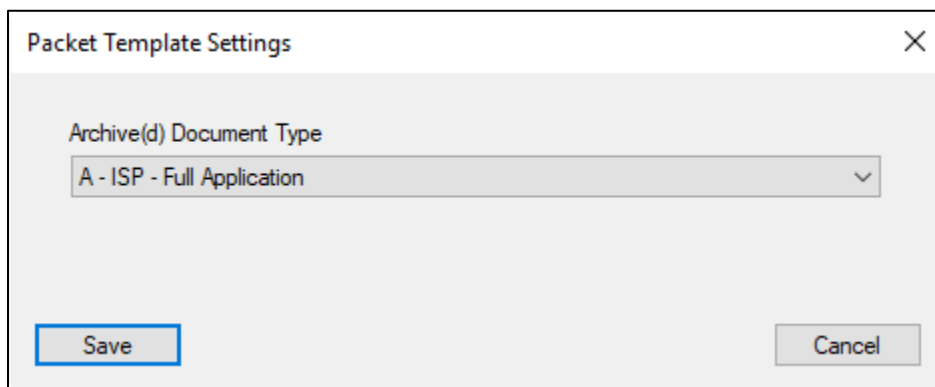 Packet Template Settings
Archive(d) Document Type
A - ISP - Full Application
Save
Cancel